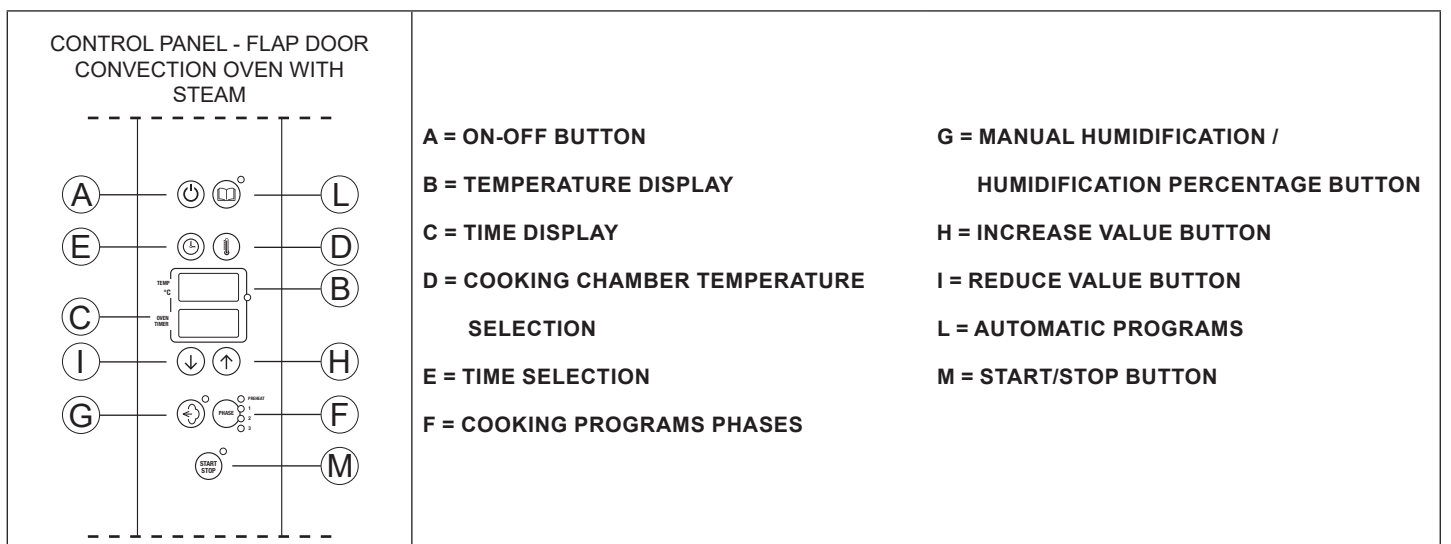 CONTROL PANEL - FLAP DOOR
CONVECTION OVEN WITH
STEAM
A
L
E
D
TEMP
°C
B
C
OVEN
TIMER
I
H
G
PHASE
PREHEAT
1
2
3
F
START
STOP
M
A = ON-OFF BUTTON
B = TEMPERATURE DISPLAY
C = TIME DISPLAY
D = COOKING CHAMBER TEMPERATURE
SELECTION
E = TIME SELECTION
F = COOKING PROGRAMS PHASES
G = MANUAL HUMIDIFICATION /
HUMIDIFICATION PERCENTAGE BUTTON
H = INCREASE VALUE BUTTON
I = REDUCE VALUE BUTTON
L = AUTOMATIC PROGRAMS
M = START/STOP BUTTON